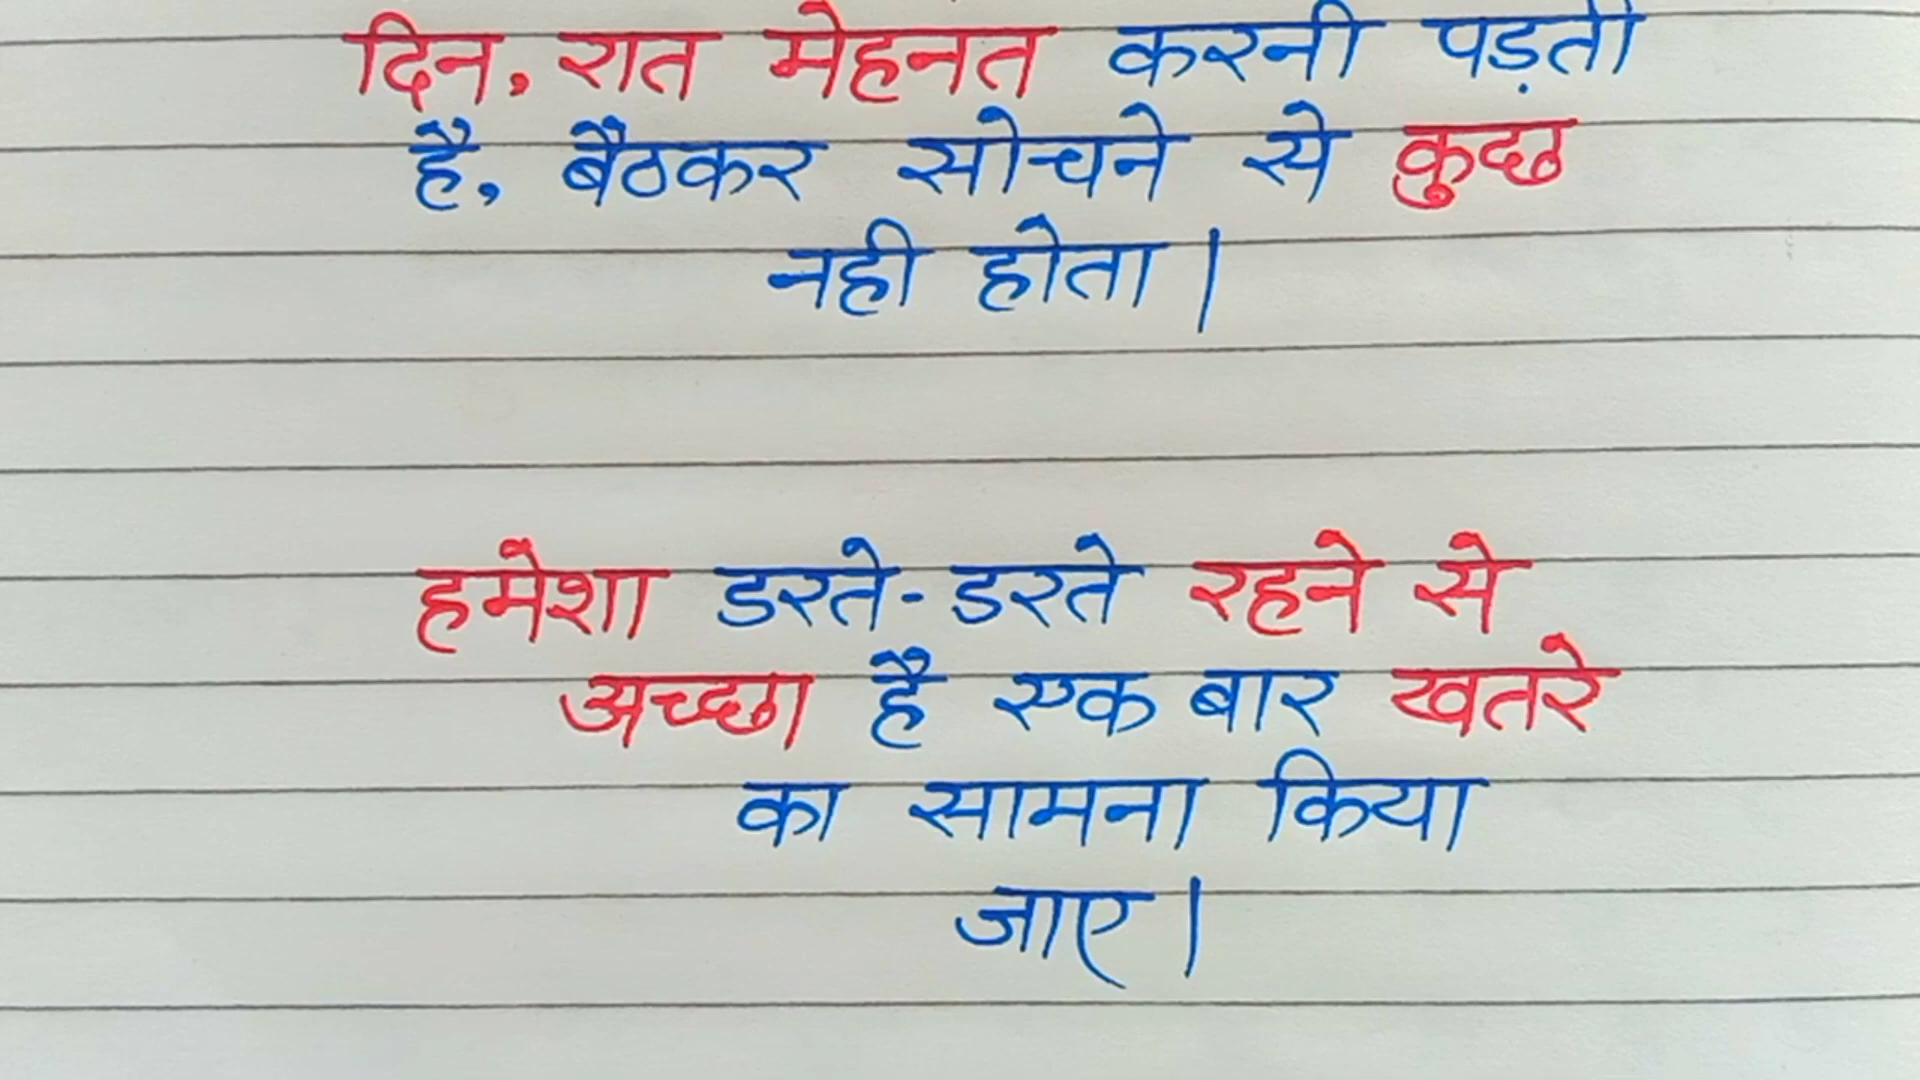 दिन, रात मेहनत करनी पड़ती
है, बैठकर सोचने से कुछ
नही होता।
हमेशा डरते-डरते रहने से
अच्छा है एक बार खतरे
का सामना किया
जाए।